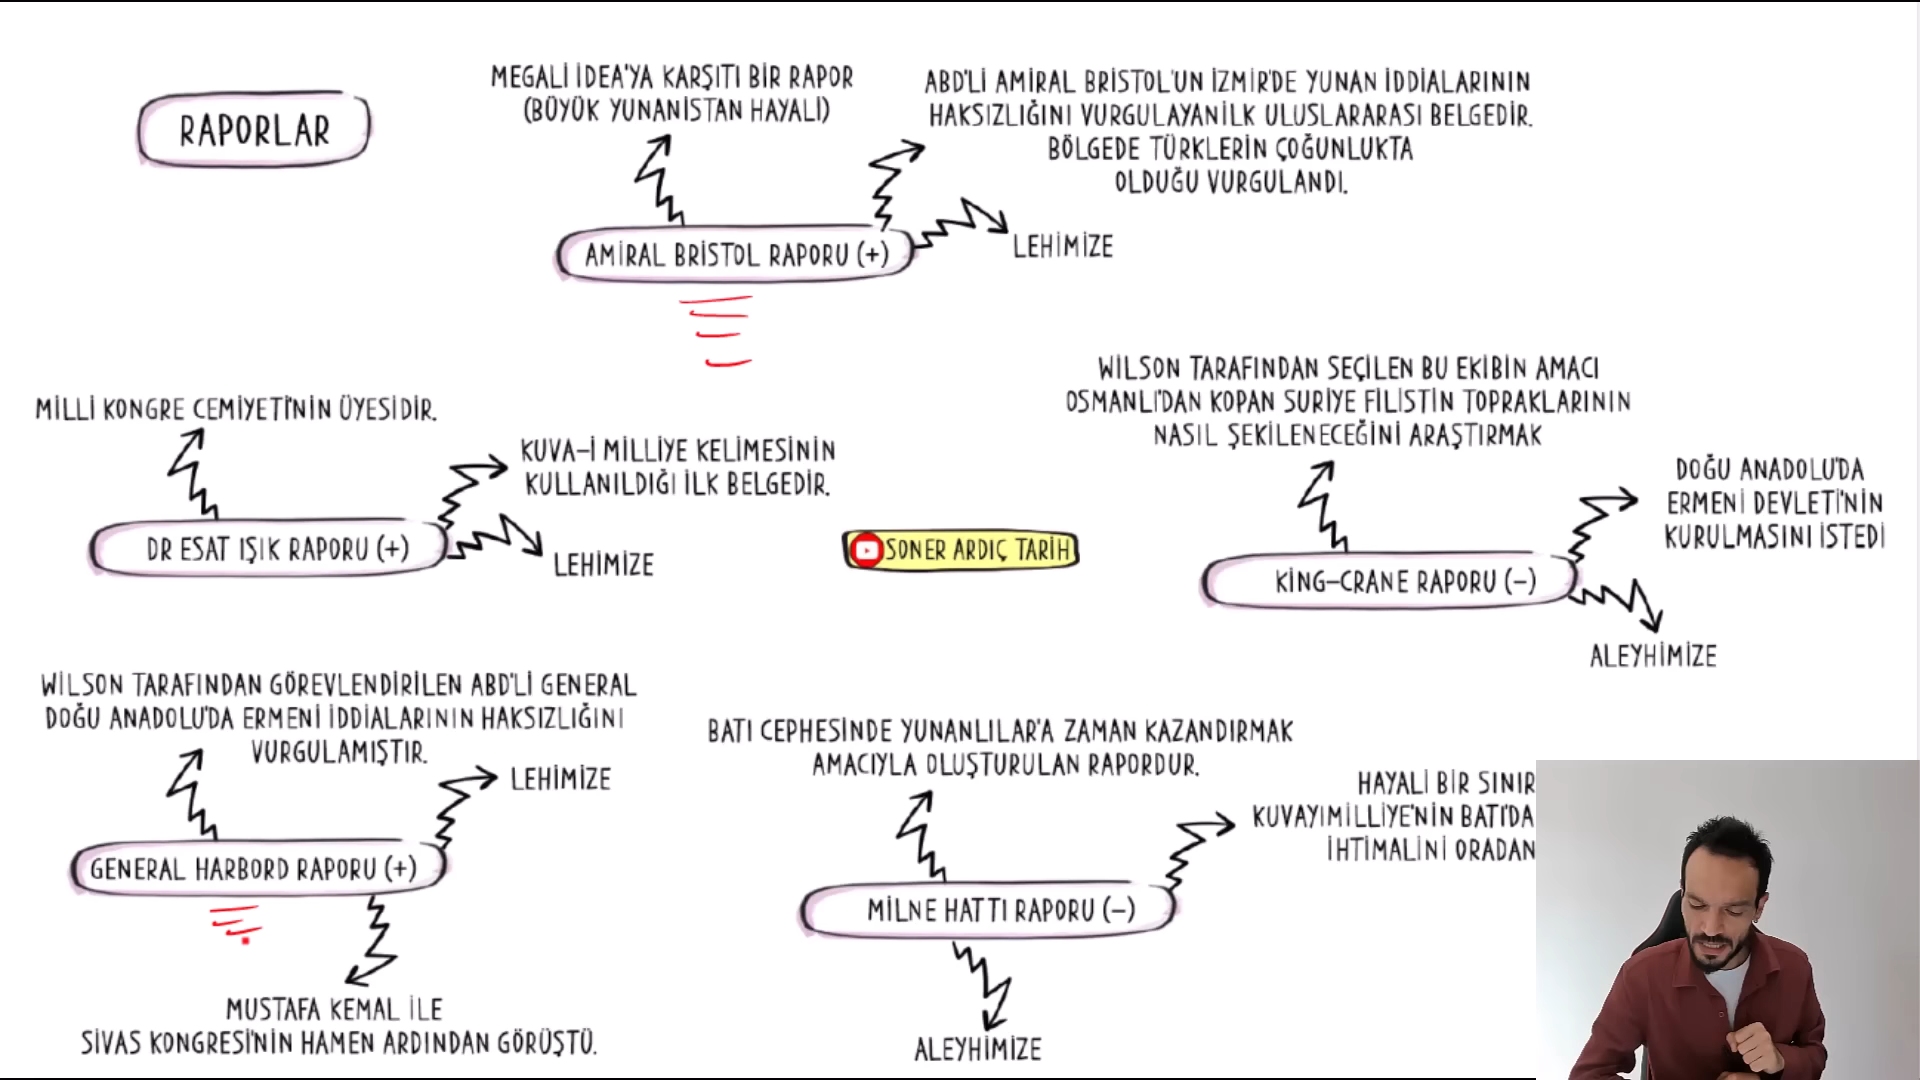 RAPORLAR
MEGALİ İDEA'YA KARŞITI BİR RAPOR
(BÜYÜK YUNANİSTAN HAYALİ)
ABD'Lİ AMİRAL BRİSTOL'UN İZMİR'DE YUNAN İDDİALARININ
HAKSIZLIĞINI VURGULAYANİLK ULUSLARARASI BELGEDİR.
BÖLGEDE TÜRKLERİN ÇOĞUNLUKTA
OLDUĞU VURGULANDI.
AMİRAL BRİSTOL RAPORU (+)
LEHİMİZE
MİLLİ KONGRE CEMİYETİ'NİN ÜYESİDİR.
KUVA-İ MİLLİYE KELİMESİNİN
KULLANILDIĞI İLK BELGEDİR.
DR ESAT IŞIK RAPORU (+)
LEHİMİZE
SONER ARDIÇ TARİH
WİLSON TARAFINDAN SEÇİLEN BU EKİBİN AMACI
OSMANLI'DAN KOPAN SURİYE FİLİSTİN TOPRAKLARININ
NASIL ŞEKİLENECEĞİNİ ARAŞTIRMAK
DOĞU ANADOLU'DA
ERMENİ DEVLETİ'NİN
KURULMASINI İSTEDİ
KİNG-CRANE RAPORU (-)
ALEYHİMİZE
WİLSON TARAFINDAN GÖREVLENDİRİLEN ABD'Lİ GENERAL
DOĞU ANADOLU'DA ERMENİ İDDİALARININ HAKSIZLIĞINI
VURGULAMIŞTIR.
LEHİMİZE
GENERAL HARBORD RAPORU (+)
MUSTAFA KEMAL İLE
SİVAS KONGRESİ'NİN HAMEN ARDINDAN GÖRÜŞTÜ.
BATI CEPHESİNDE YUNANLILAR'A ZAMAN KAZANDIRMAK
AMACIYLA OLUŞTURULAN RAPORDUR.
HAYALİ BİR SINIR
KUVAYIMİLLİYE'NİN BATI'DA
İHTİMALİNİ ORADAN
MİLNE HATTI RAPORU (-)
ALEYHİMİZE